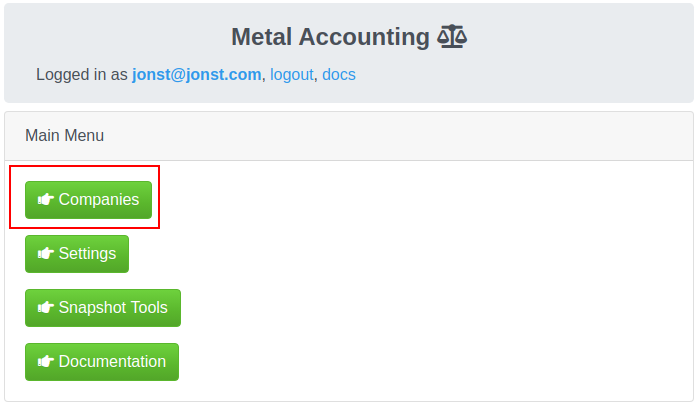 Metal Accounting
Logged in as jonst@jonst.com, logout, docs
Main Menu
Companies
Settings
Snapshot Tools
Documentation